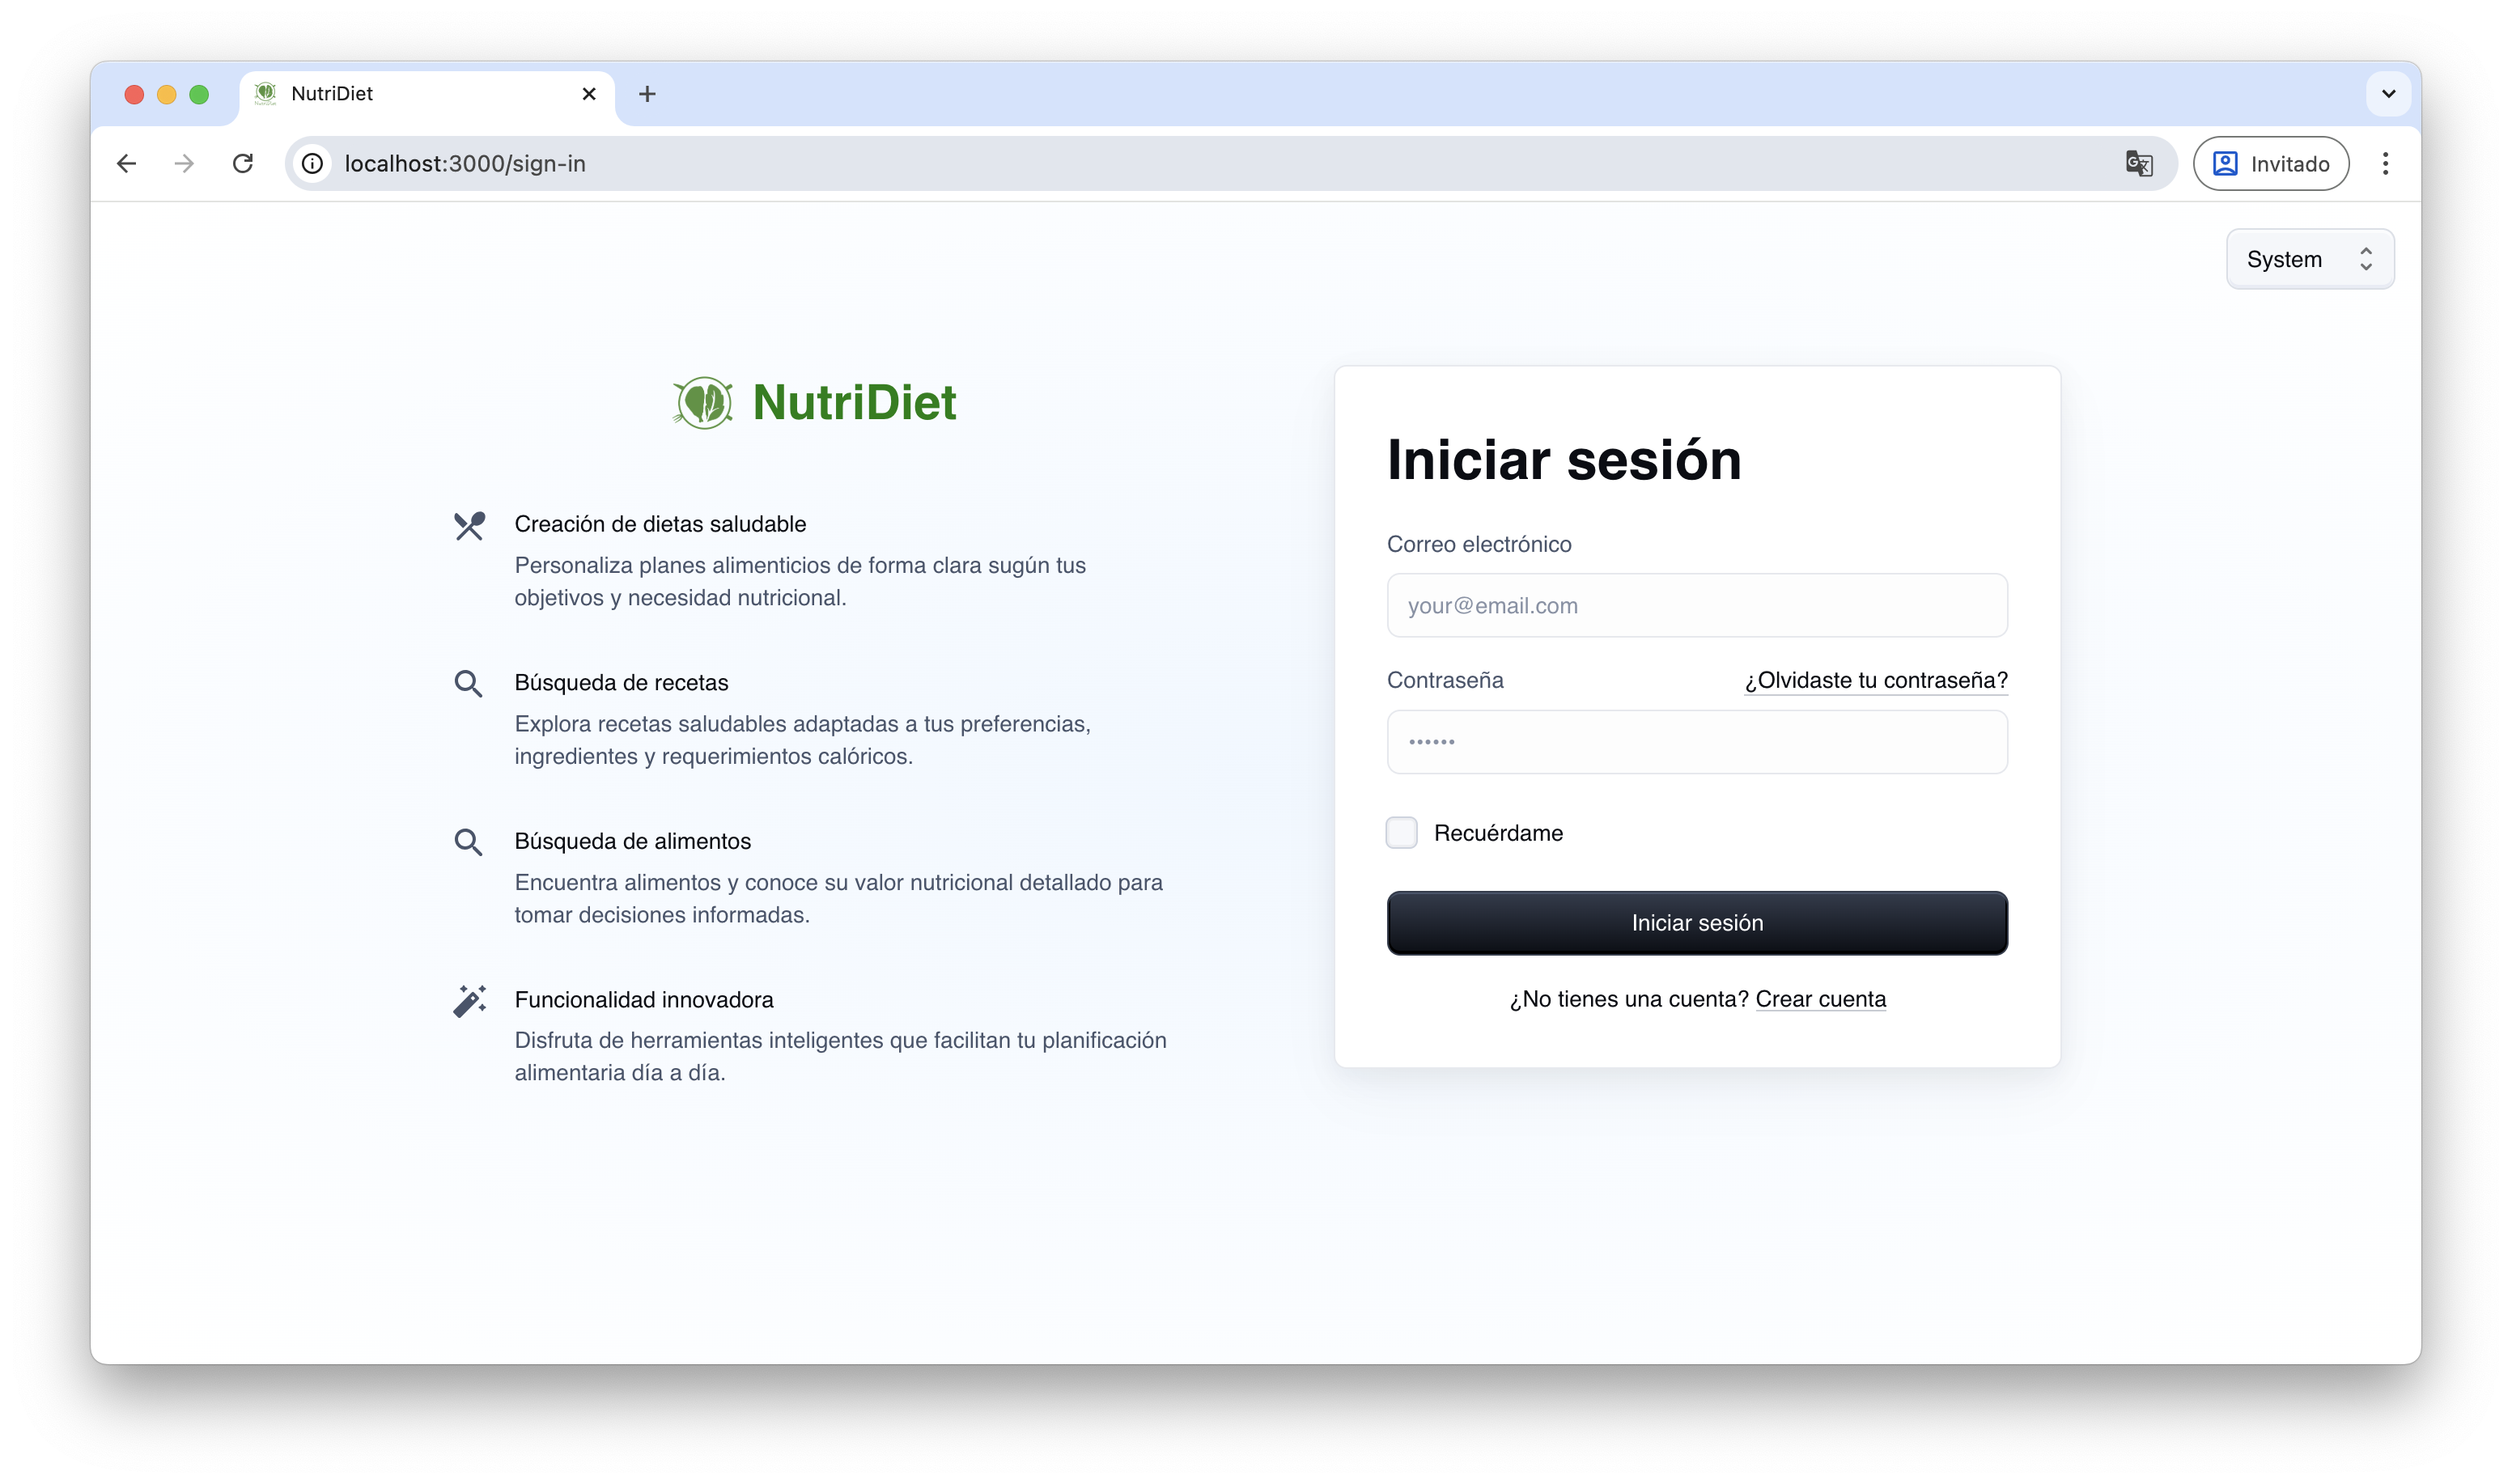 NutriDiet
localhost:3000/sign-in
Invitado
System
NutriDiet
Creación de dietas saludable
Personaliza planes alimenticios de forma clara sugún tus
objetivos y necesidad nutricional.
Búsqueda de recetas
Explora recetas saludables adaptadas a tus preferencias,
ingredientes y requerimientos calóricos.
Búsqueda de alimentos
Encuentra alimentos y conoce su valor nutricional detallado para
tomar decisiones informadas.
Funcionalidad innovadora
Disfruta de herramientas inteligentes que facilitan tu planificación
alimentaria día a día.
Iniciar sesión
Correo electrónico
your@email.com
Contraseña ¿Olvidaste tu contraseña?
••••••
Recuérdame
Iniciar sesión
¿No tienes una cuenta? Crear cuenta